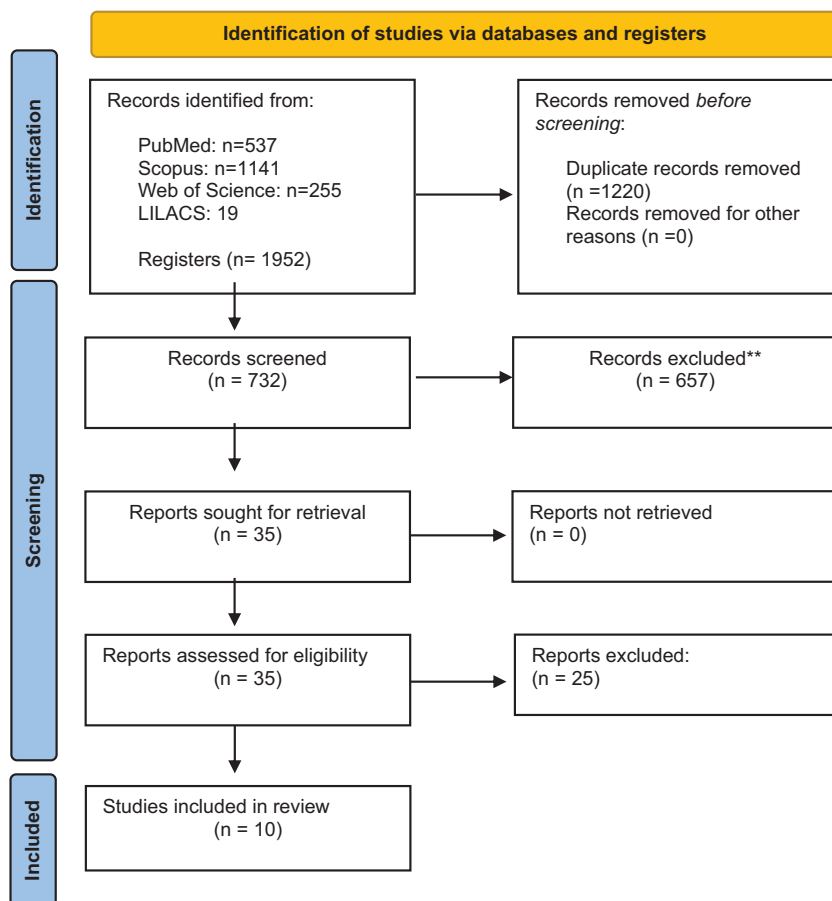 Identification of studies via databases and registers
Identification
Records identified from:
PubMed: n=537
Scopus: n=1141
Web of Science: n=255
LILACS: 19
Registers (n= 1952)
Records removed before
screening:
Duplicate records removed
(n =1220)
Records removed for other
reasons (n =0)
Screening
Records screened
(n = 732)
Records excluded**
(n = 657)
Reports sought for retrieval
(n = 35)
Reports not retrieved
(n = 0)
Reports assessed for eligibility
(n = 35)
Reports excluded:
(n = 25)
Included
Studies included in review
(n = 10)